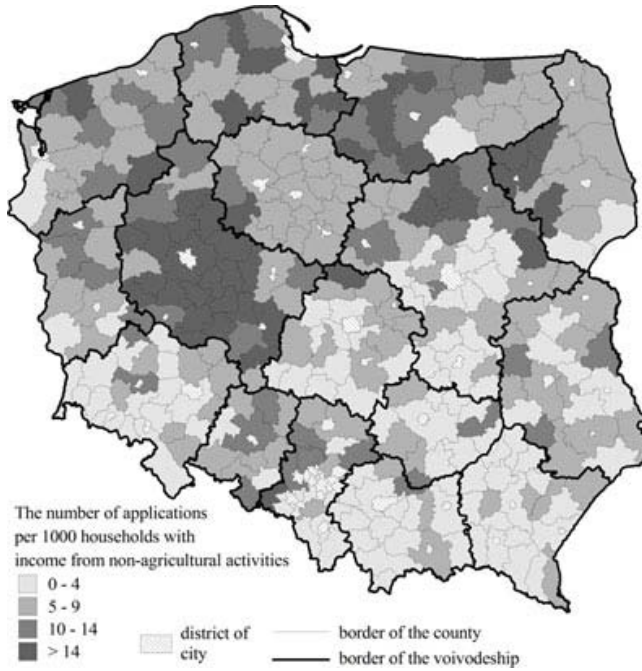 The number of applications
per 1000 households with
income from non-agricultural activities
0 - 4
5 - 9
10 - 14
> 14
district of
city
border of the county
border of the voivodeship